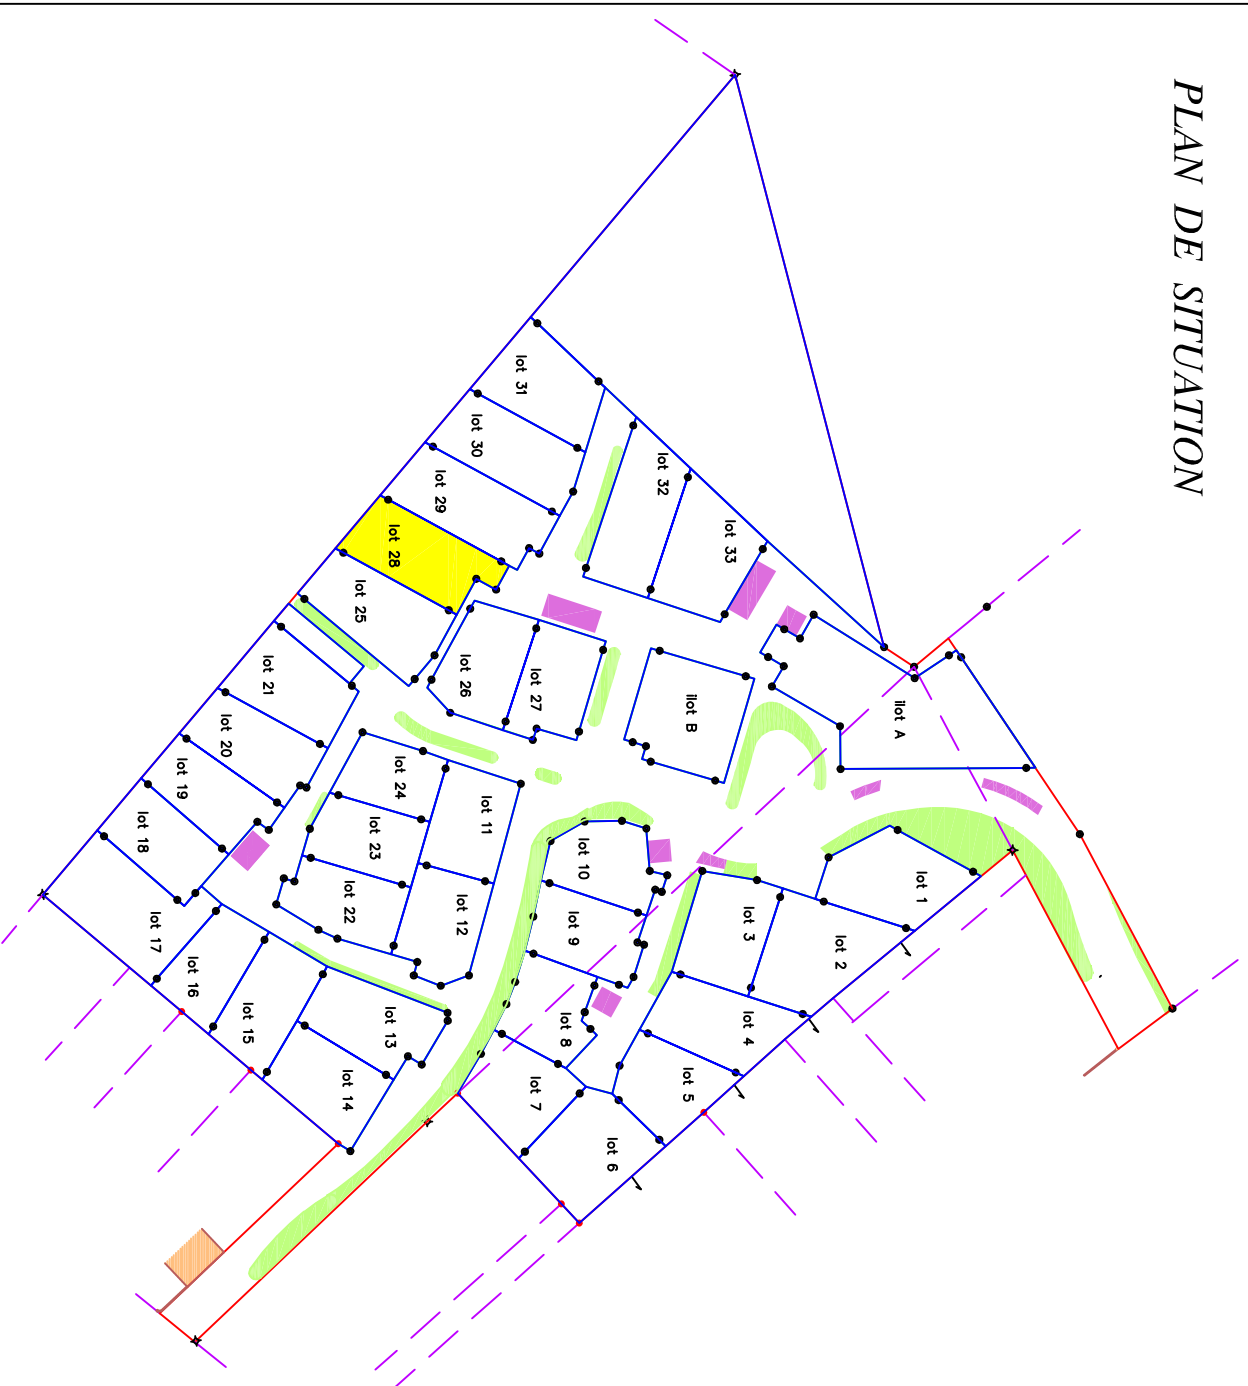 PLAN DE SITUATION
lot 31
lot 30
lot 29
lot 28
lot 25
lot 32
lot 33
lot 26
lot 27
ilot B
ilot A
lot 21
lot 20
lot 19
lot 18
lot 17
lot 16
lot 15
lot 14
lot 13
lot 24
lot 23
lot 22
lot 11
lot 12
lot 10
lot 9
lot 8
lot 7
lot 6
lot 5
lot 4
lot 3
lot 2
lot 1